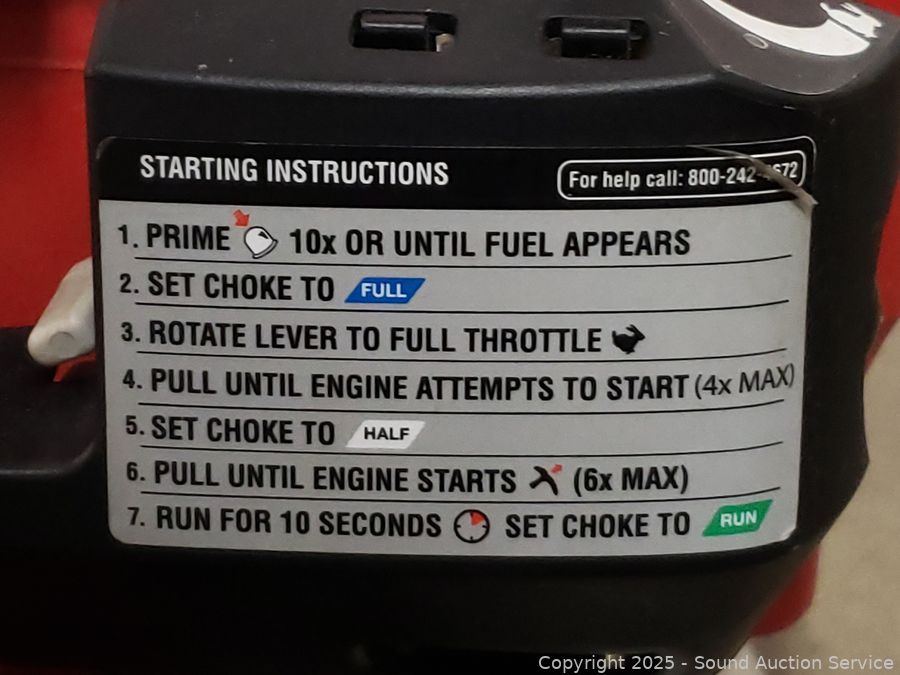 STARTING INSTRUCTIONS
For help call: 800-242-
1. PRIME 10x OR UNTIL FUEL APPEARS
2. SET CHOKE TO FULL
3. ROTATE LEVER TO FULL THROTTLE
4. PULL UNTIL ENGINE ATTEMPTS TO START (4x MAX)
5. SET CHOKE TO HALF
6. PULL UNTIL ENGINE STARTS (6x MAX)
7. RUN FOR 10 SECONDS SET CHOKE TO RUN
Copyright © 2025 - Sound Auction Service